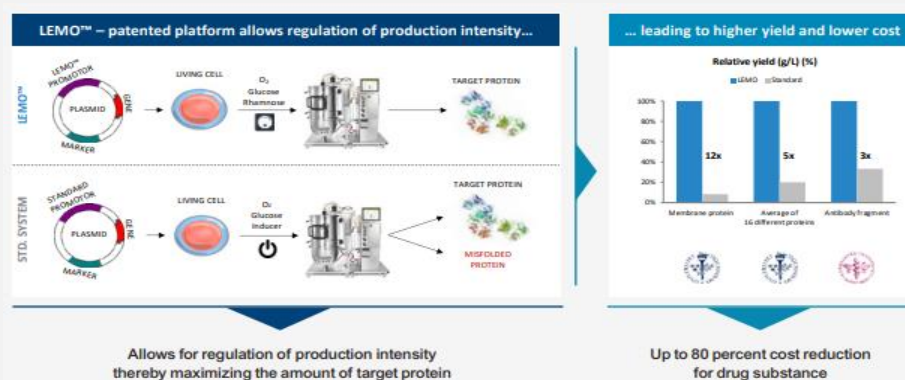 LEMO™ – patented platform allows regulation of production intensity...
LEMO™
LEMO™ PROMOTOR
PLASMID
GENE
MARKER
LIVING CELL
O₂
Glucose
Rhamnose
TARGET PROTEIN
STD. SYSTEM
STANDARD PROMOTOR
PLASMID
GENE
MARKER
LIVING CELL
O₂
Glucose
Inducer
TARGET PROTEIN
MISFOLDED
PROTEIN
Allows for regulation of production intensity
thereby maximizing the amount of target protein
... leading to higher yield and lower cost
Relative yield (g/L) (%)
LEMO Standard
100%
80%
60%
40%
20%
0%
12x
5x
3x
Membrane protein
Average of
16 different proteins
Antibody fragment
Up to 80 percent cost reduction
for drug substance